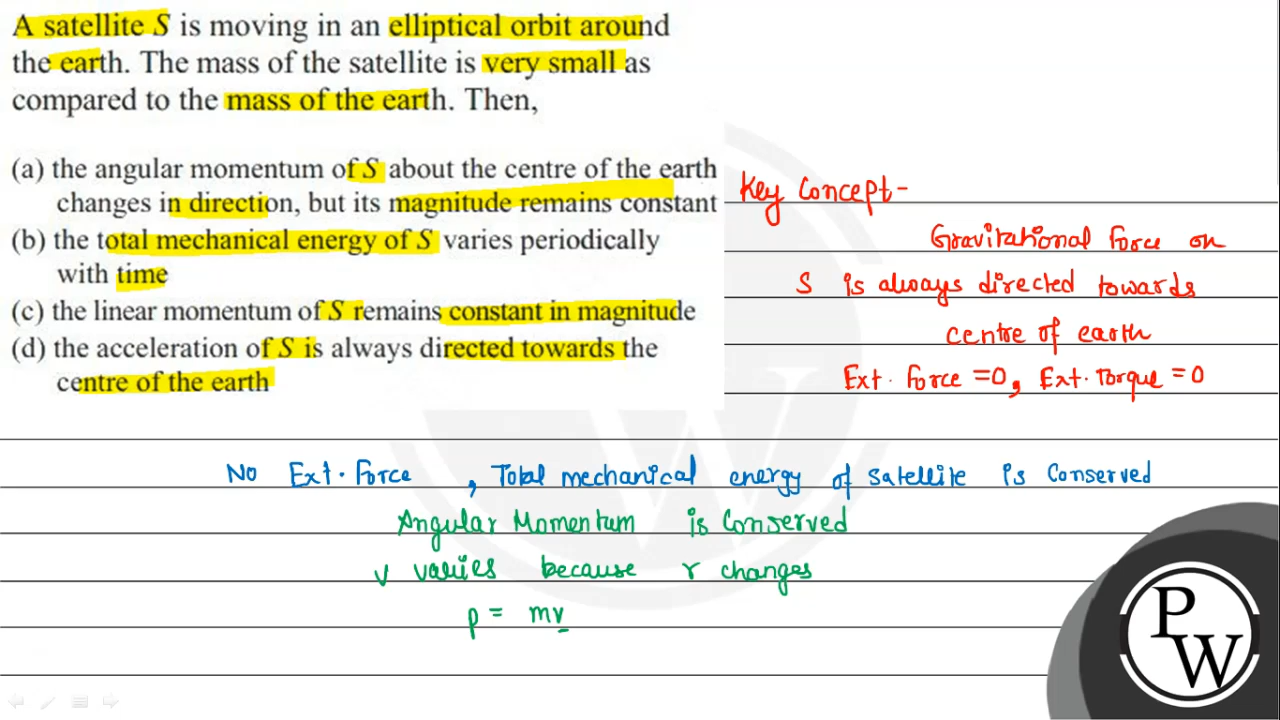 A satellite S is moving in an elliptical orbit around
the earth. The mass of the satellite is very small as
compared to the mass of the earth. Then,
(a) the angular momentum of S about the centre of the earth
changes in direction, but its magnitude remains constant
(b) the total mechanical energy of S varies periodically
with time
(c) the linear momentum of S remains constant in magnitude
(d) the acceleration of S is always directed towards the
centre of the earth
Key Concept-
Gravitational Force on
S is always directed towards
centre of earth
Ext. Force =0, Ext. Torque =0
No Ext. Force , Total mechanical energy of satellite is Conserved
Angular Momentum is Conserved
v varies because r changes
p = mv
P
W